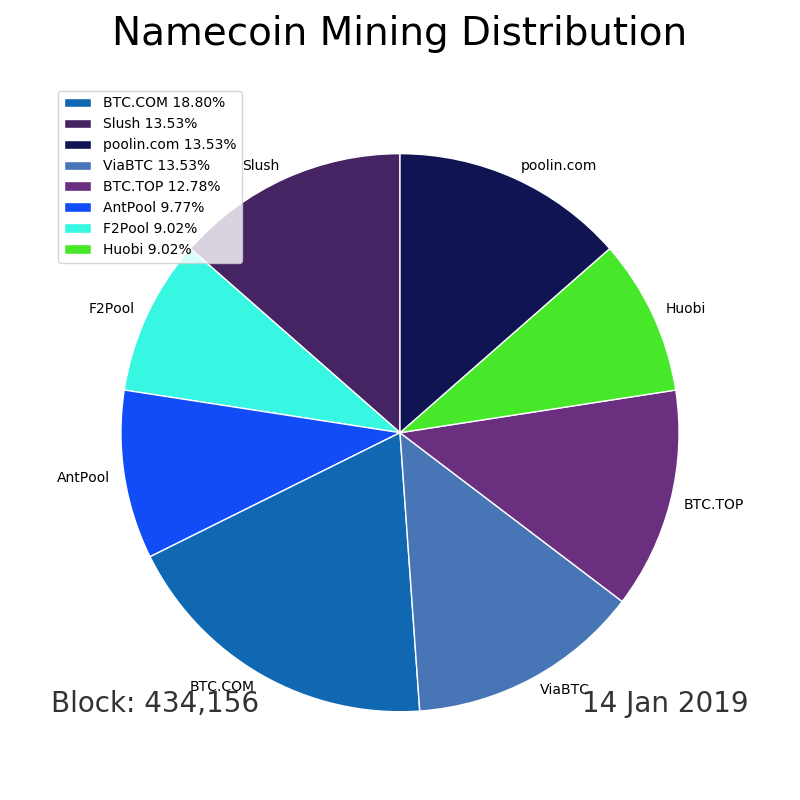 Namecoin Mining Distribution
BTC.COM 18.80%
Slush 13.53%
poolin.com 13.53%
ViaBTC 13.53%
BTC.TOP 12.78%
AntPool 9.77%
F2Pool 9.02%
Huobi 9.02%
Slush
poolin.com
F2Pool
Huobi
AntPool
BTC.TOP
BTC.COM
ViaBTC
Block: 434,156
14 Jan 2019